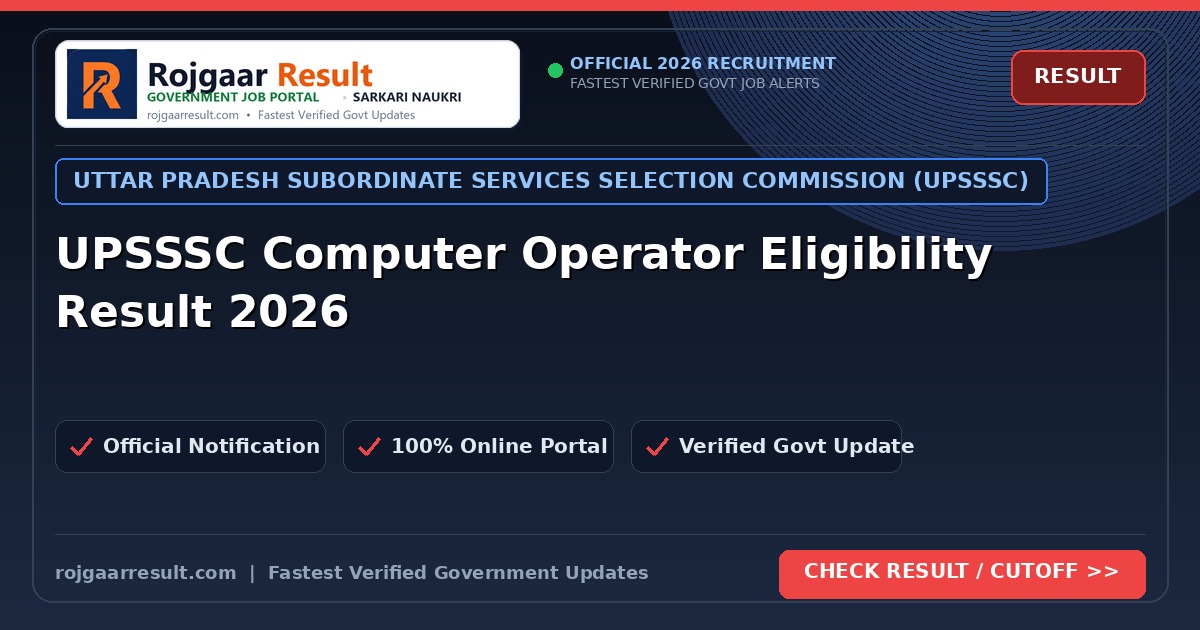 Rojgaar Result
GOVERNMENT JOB PORTAL • SARKARI NAUKRI
rojgaarresult.com • Fastest Verified Govt Updates
OFFICIAL 2026 RECRUITMENT
FASTEST VERIFIED GOVT JOB ALERTS
RESULT
UTTAR PRADESH SUBORDINATE SERVICES SELECTION COMMISSION (UPSSSC)
UPSSSC Computer Operator Eligibility
Result 2026
Official Notification
100% Online Portal
Verified Govt Update
rojgaarresult.com | Fastest Verified Government Updates
CHECK RESULT / CUTOFF >>